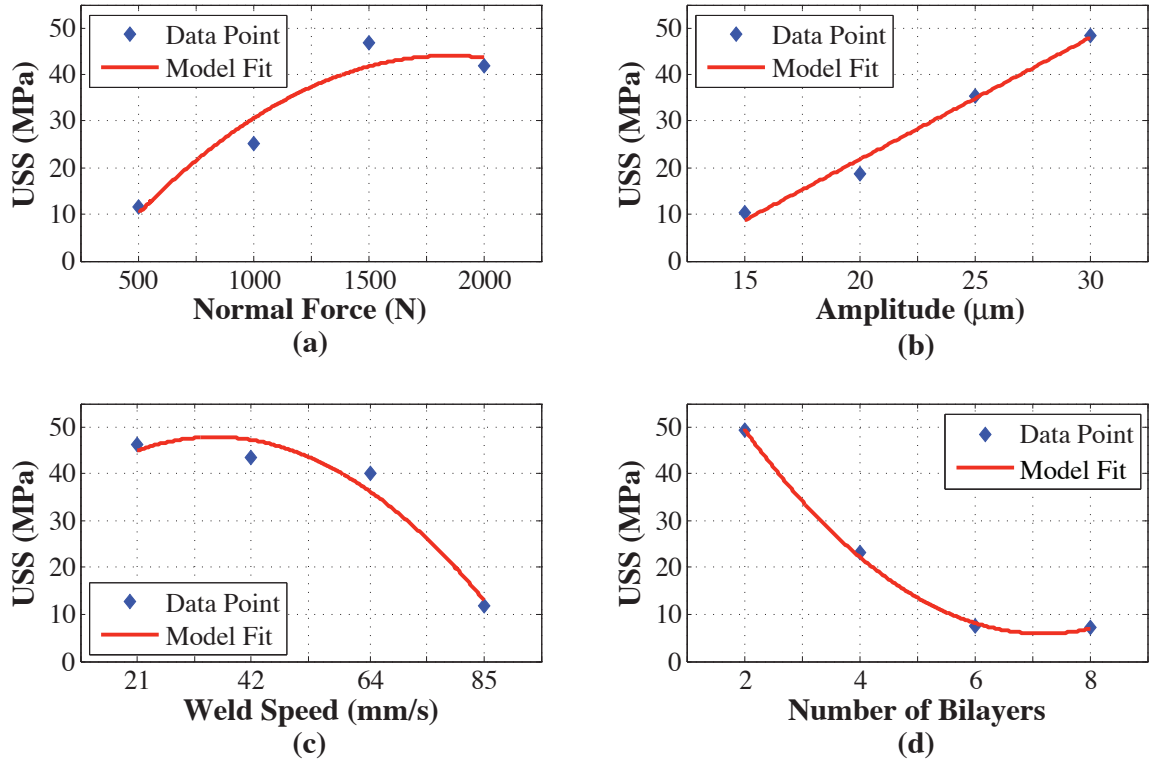 50
40
30
20
10
0
USS (MPa)
Data Point
Model Fit
500
1000
1500
2000
Normal Force (N)
(a)
50
40
30
20
10
0
USS (MPa)
Data Point
Model Fit
15
20
25
30
Amplitude (μm)
(b)
50
40
30
20
10
0
USS (MPa)
Data Point
Model Fit
21
42
64
85
Weld Speed (mm/s)
(c)
50
40
30
20
10
0
USS (MPa)
Data Point
Model Fit
2
4
6
8
Number of Bilayers
(d)